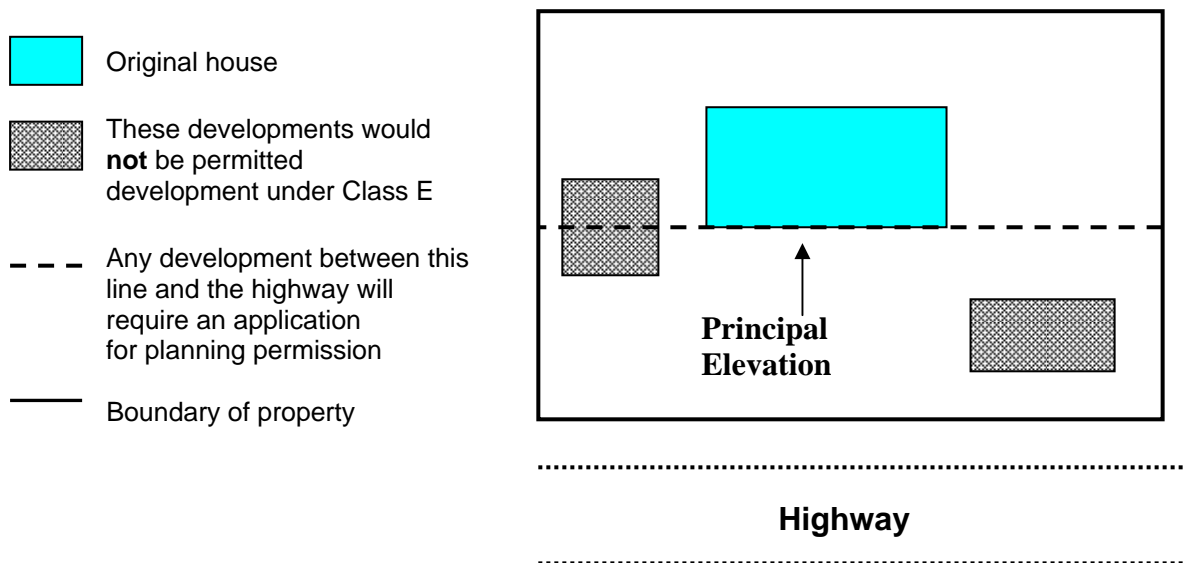 Original house
These developments would
not be permitted
development under Class E
Any development between this
line and the highway will
require an application
for planning permission
Boundary of property
Principal
Elevation
Highway